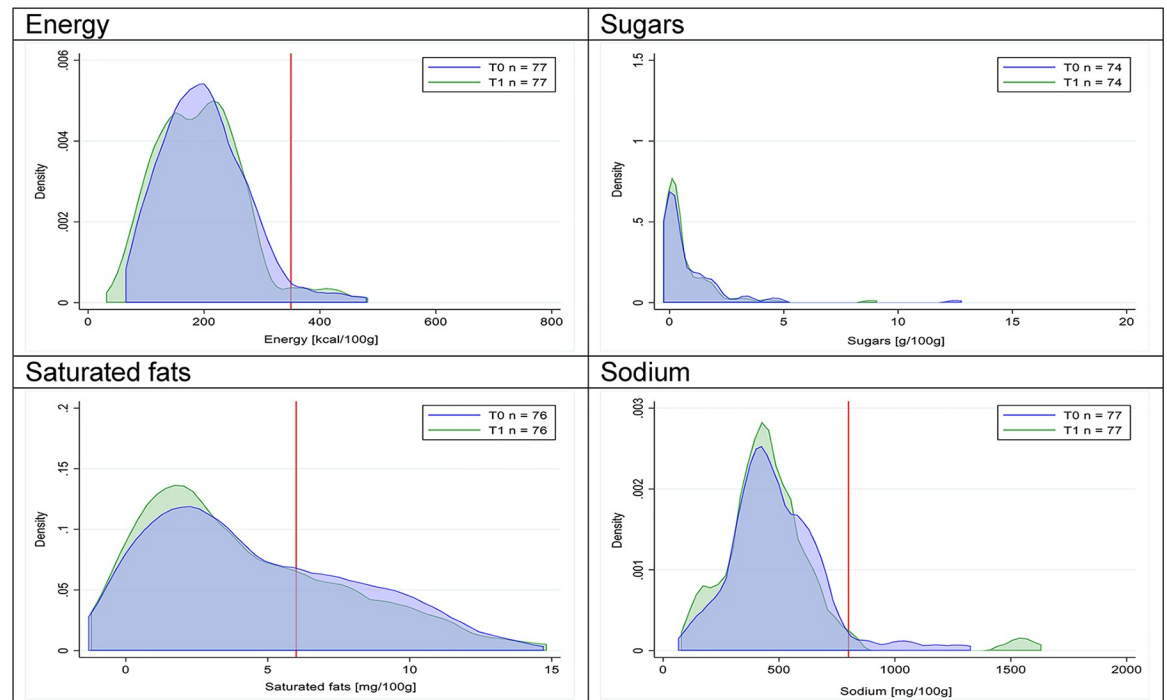 Energy
.006
.004
.002
0
Density
0 200 400 600 800
Energy [kcal/100g]
T0 n = 77
T1 n = 77
Sugars
1.5
1
.5
0
Density
0 5 10 15 20
Sugars [g/100g]
T0 n = 74
T1 n = 74
Saturated fats
.2
.15
.1
.05
0
Density
0 5 10 15
Saturated fats [mg/100g]
T0 n = 76
T1 n = 76
Sodium
.003
.002
.001
0
Density
0 500 1000 1500 2000
Sodium [mg/100g]
T0 n = 77
T1 n = 77